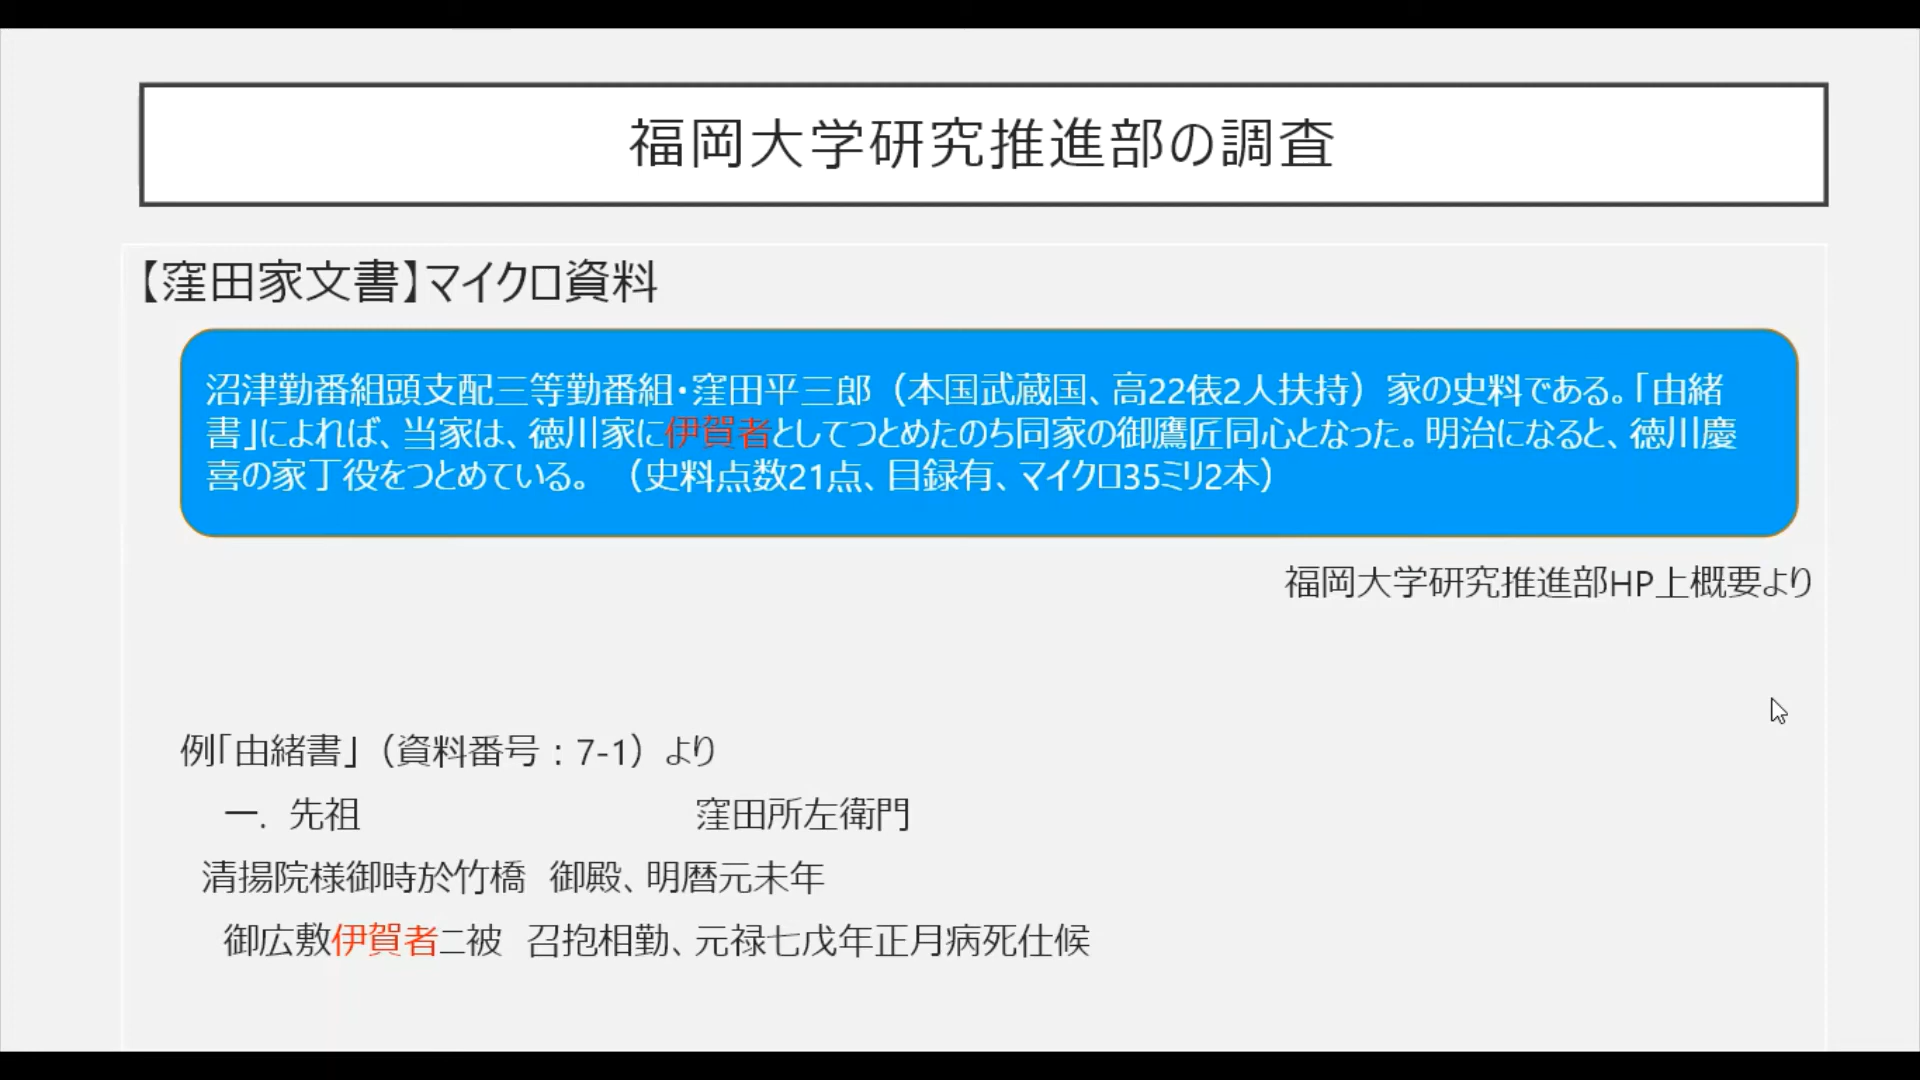 福岡大学研究推進部の調査
【窪田家文書】マイクロ資料
沼津勤番組頭支配三等勤番組・窪田平三郎（本国武蔵国、高22俵2人扶持）家の史料である。「由緒
書」によれば、当家は、徳川家に伊賀者としてつとめたのち同家の御鷹匠同心となった。明治になると、徳川慶
喜の家丁役をつとめている。 （史料点数21点、目録有、マイクロ35ミリ2本）
福岡大学研究推進部HP上概要より
例「由緒書」（資料番号：7-1）より
一. 先祖 窪田所左衛門
清揚院様御時於竹橋 御殿、明暦元未年
御広敷伊賀者ニ被 召抱相勤、元禄七戊年正月病死仕候